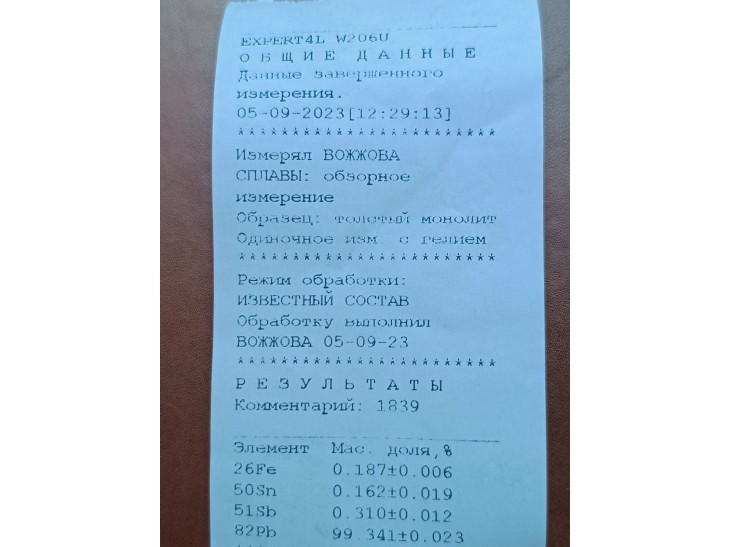 EXPERT4L W206U
О Б Щ И Е Д А Н Н Ы Е
Данные завершенного
измерения.
05-09-2023[12:29:13]
************************
Измерял ВОЖЖОВА
СПЛАВЫ: обзорное
измерение
Образец: толстый монолит
Одиночное изм. с гелием
************************
Режим обработки:
ИЗВЕСТНЫЙ СОСТАВ
Обработку выполнил
ВОЖЖОВА 05-09-23
************************
Р Е З У Л Ь Т А Т Ы
Комментарий: 1839
Элемент Мас. доля,%
26Fe 0.187±0.006
50Sn 0.162±0.019
51Sb 0.310±0.012
82Pb 99.341±0.023